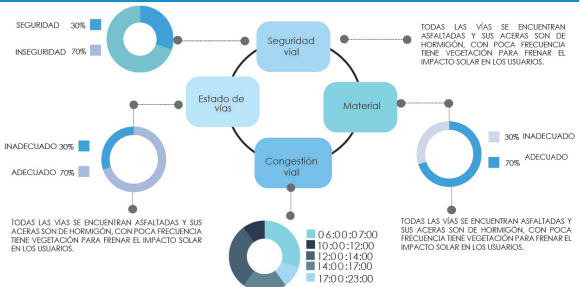 SEGURIDAD 30%
INSEGURIDAD 70%
Seguridad
vial
TODAS LAS VÍAS SE ENCUENTRAN
ASFALTADAS Y SUS ACERAS SON DE
HORMIGÓN, CON POCA FRECUENCIA
TIENE VEGETACIÓN PARA FRENAR EL
IMPACTO SOLAR EN LOS USUARIOS.
Estado de
vías
Material
INADECUADO 30%
ADECUADO 70%
Congestión
vial
30% INADECUADO
70% ADECUADO
TODAS LAS VÍAS SE ENCUENTRAN ASFALTADAS Y SUS
ACERAS SON DE HORMIGÓN, CON POCA FRECUENCIA
TIENE VEGETACIÓN PARA FRENAR EL IMPACTO SOLAR
EN LOS USUARIOS.
06:00:07:00
10:00:12:00
12:00:14:00
14:00:17:00
17:00:23:00
TODAS LAS VÍAS SE ENCUENTRAN ASFALTADAS Y
SUS ACERAS SON DE HORMIGÓN, CON POCA
FRECUENCIA TIENE VEGETACIÓN PARA FRENAR EL
IMPACTO SOLAR EN LOS USUARIOS.